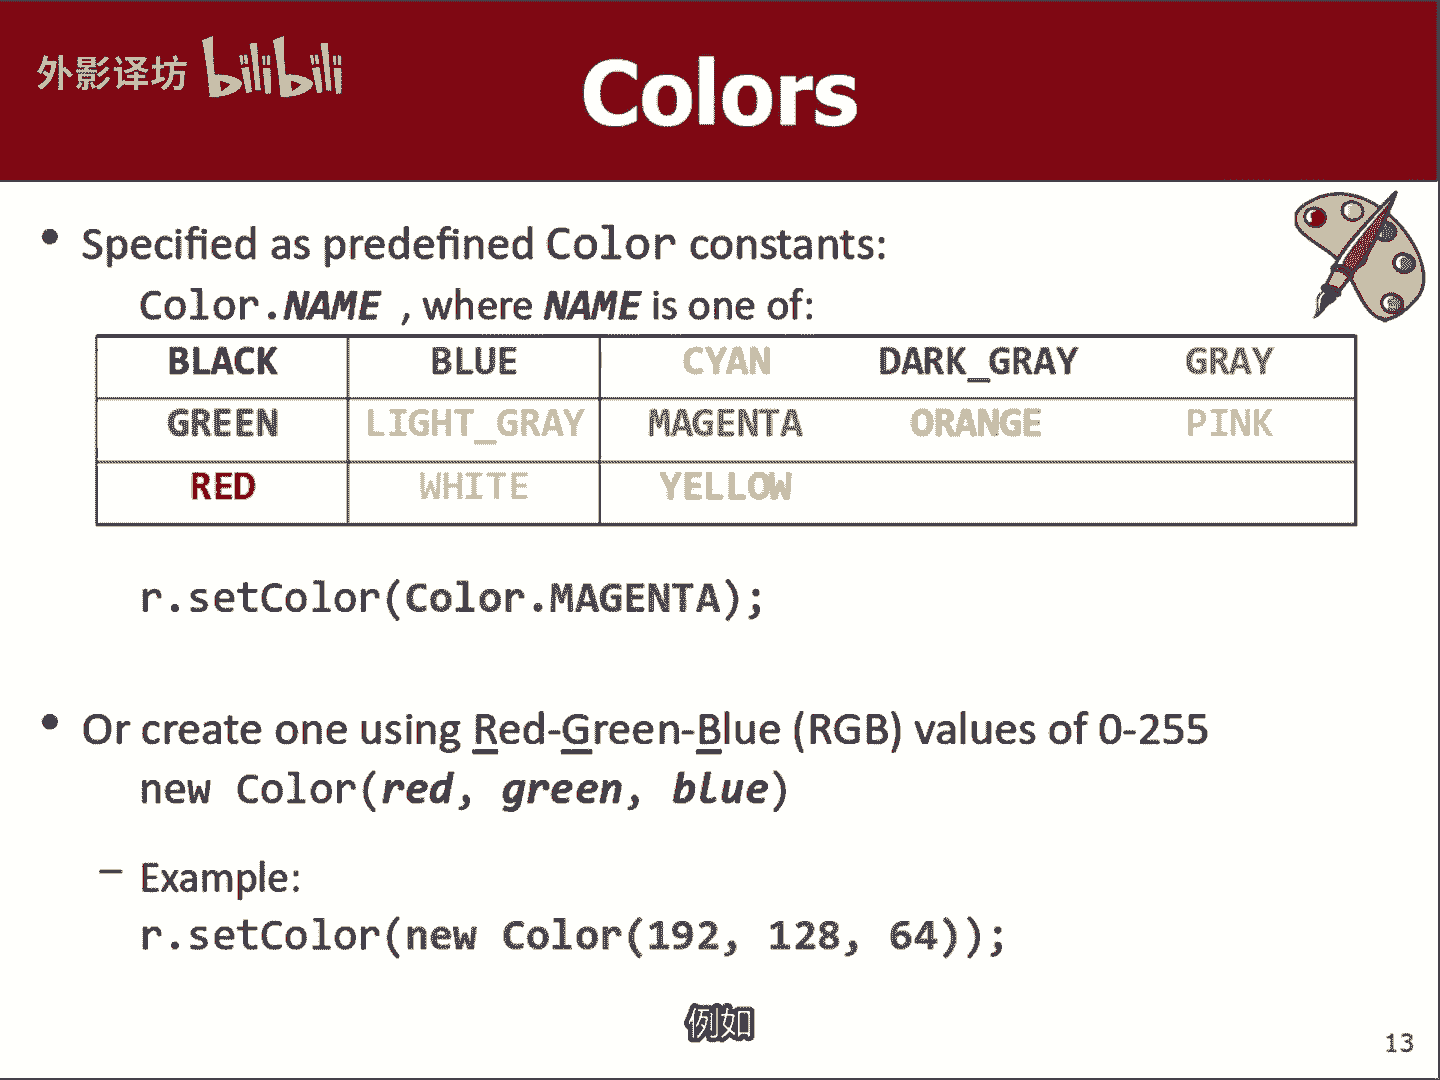 外影译坊 bilibili
Colors
• Specified as predefined Color constants:
Color.NAME , where NAME is one of:
BLACK BLUE CYAN DARK_GRAY GRAY
GREEN LIGHT_GRAY MAGENTA ORANGE PINK
RED WHITE YELLOW
r.setColor(Color.MAGENTA);
• Or create one using Red-Green-Blue (RGB) values of 0-255
new Color(red, green, blue)
– Example:
r.setColor(new Color(192, 128, 64));
例如
13